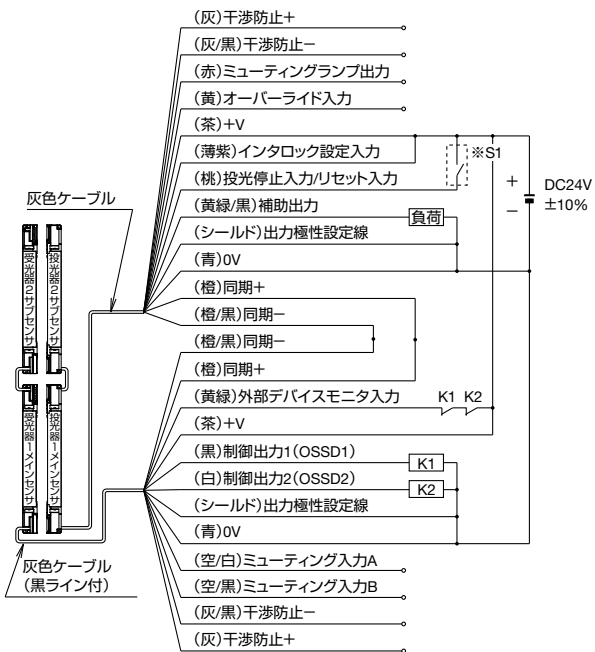 (灰)干渉防止+
(灰/黒)干渉防止−
(赤)ミューティングランプ出力
(黄)オーバーライド入力
(茶)+V
(薄紫)インタロック設定入力
(桃)投光停止入力/リセット入力
(黄緑/黒)補助出力
(シールド)出力極性設定線
(青)0V
(橙)同期+
(橙/黒)同期−
(橙/黒)同期−
(橙)同期+
(黄緑)外部デバイスモニタ入力
(茶)+V
(黒)制御出力1(OSSD1)
(白)制御出力2(OSSD2)
(シールド)出力極性設定線
(青)0V
(空/白)ミューティング入力A
(空/黒)ミューティング入力B
(灰/黒)干渉防止−
(灰)干渉防止+
※S1
+
−
DC24V
±10%
負荷
K1 K2
K1
K2
灰色ケーブル
受光器2サブセンサ
投光器2サブセンサ
受光器1メインセンサ
投光器1メインセンサ
灰色ケーブル
(黒ライン付)